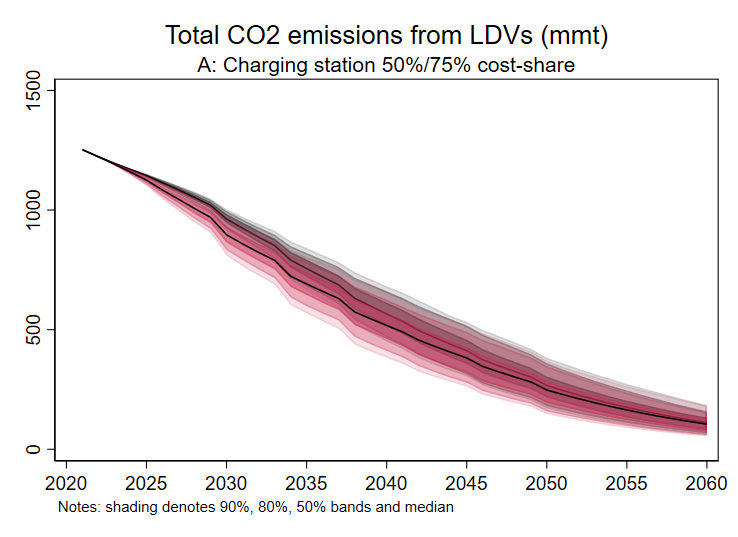 Total CO2 emissions from LDVs (mmt)
A: Charging station 50%/75% cost-share
1500
1000
500
0
2020 2025 2030 2035 2040 2045 2050 2055 2060
Notes: shading denotes 90%, 80%, 50% bands and median